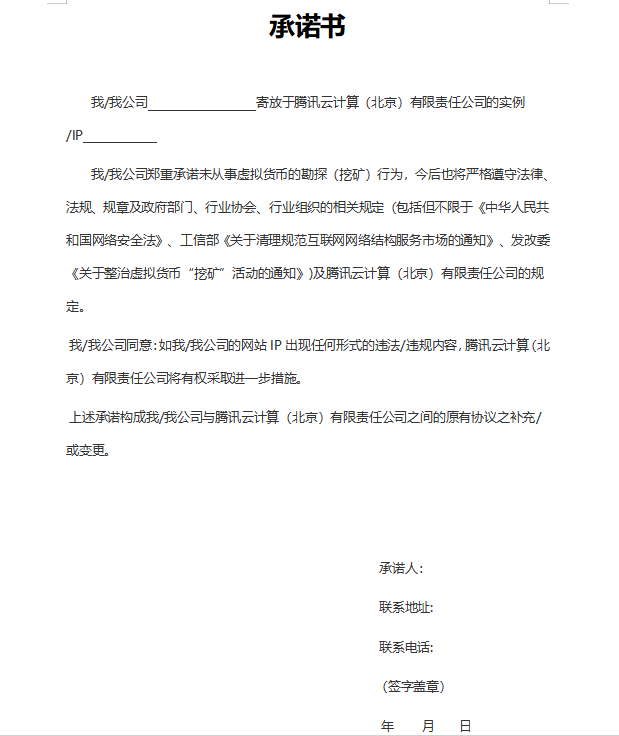 承诺书
我/我公司________________寄放于腾讯云计算（北京）有限责任公司的实例
/IP___________
我/我公司郑重承诺未从事虚拟货币的勘探（挖矿）行为，今后也将严格遵守法律、
法规、规章及政府部门、行业协会、行业组织的相关规定（包括但不限于《中华人民共
和国网络安全法》、工信部《关于清理规范互联网网络结构服务市场的通知》、发改委
《关于整治虚拟货币“挖矿”活动的通知》)及腾讯云计算（北京）有限责任公司的规
定。
我/我公司同意：如我/我公司的网站 IP 出现任何形式的违法/违规内容，腾讯云计算（北
京）有限责任公司将有权采取进一步措施。
上述承诺构成我/我公司与腾讯云计算（北京）有限责任公司之间的原有协议之补充/
或变更。
承诺人：
联系地址:
联系电话:
（签字盖章）
年 月 日